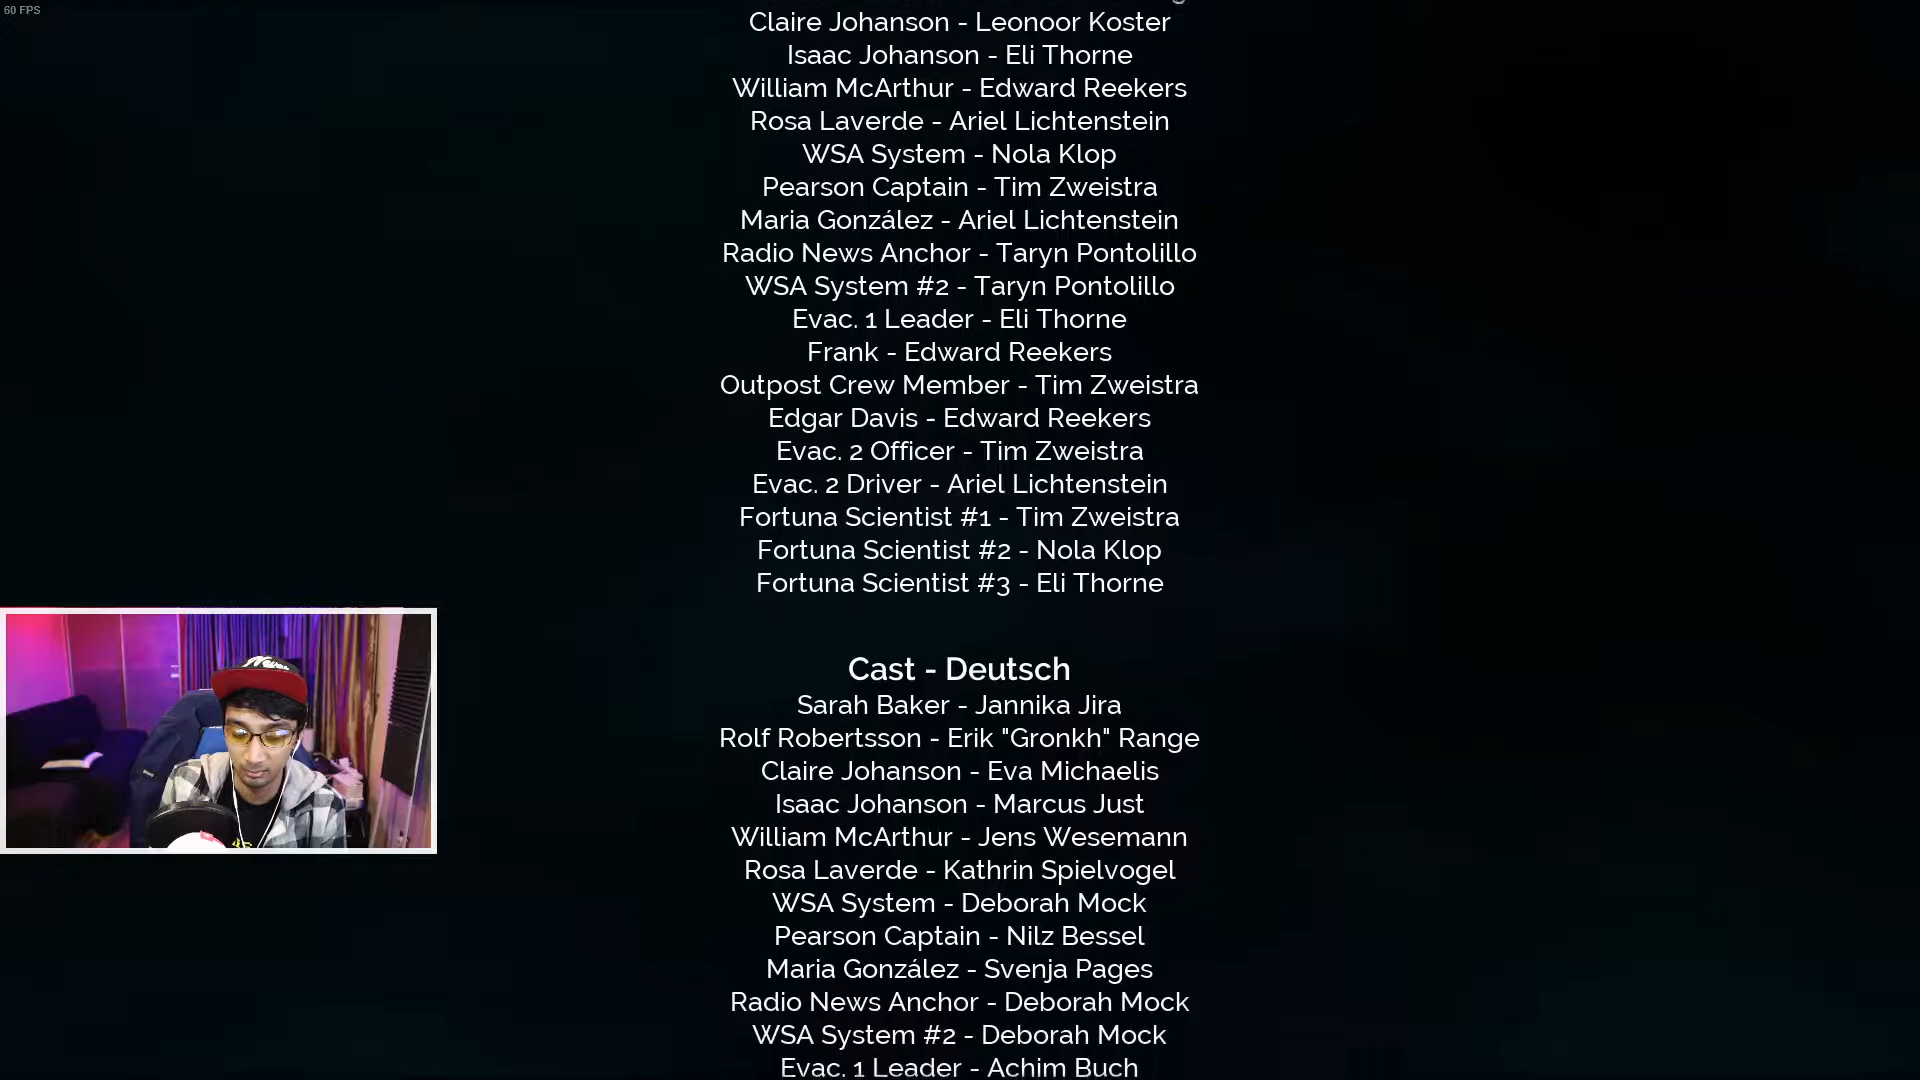 60 FPS
Claire Johanson - Leonoor Koster
Isaac Johanson - Eli Thorne
William McArthur - Edward Reekers
Rosa Laverde - Ariel Lichtenstein
WSA System - Nola Klop
Pearson Captain - Tim Zweistra
Maria González - Ariel Lichtenstein
Radio News Anchor - Taryn Pontolillo
WSA System #2 - Taryn Pontolillo
Evac. 1 Leader - Eli Thorne
Frank - Edward Reekers
Outpost Crew Member - Tim Zweistra
Edgar Davis - Edward Reekers
Evac. 2 Officer - Tim Zweistra
Evac. 2 Driver - Ariel Lichtenstein
Fortuna Scientist #1 - Tim Zweistra
Fortuna Scientist #2 - Nola Klop
Fortuna Scientist #3 - Eli Thorne
Cast - Deutsch
Sarah Baker - Jannika Jira
Rolf Robertsson - Erik "Gronkh" Range
Claire Johanson - Eva Michaelis
Isaac Johanson - Marcus Just
William McArthur - Jens Wesemann
Rosa Laverde - Kathrin Spielvogel
WSA System - Deborah Mock
Pearson Captain - Nilz Bessel
Maria González - Svenja Pages
Radio News Anchor - Deborah Mock
WSA System #2 - Deborah Mock
Evac. 1 Leader - Achim Buch